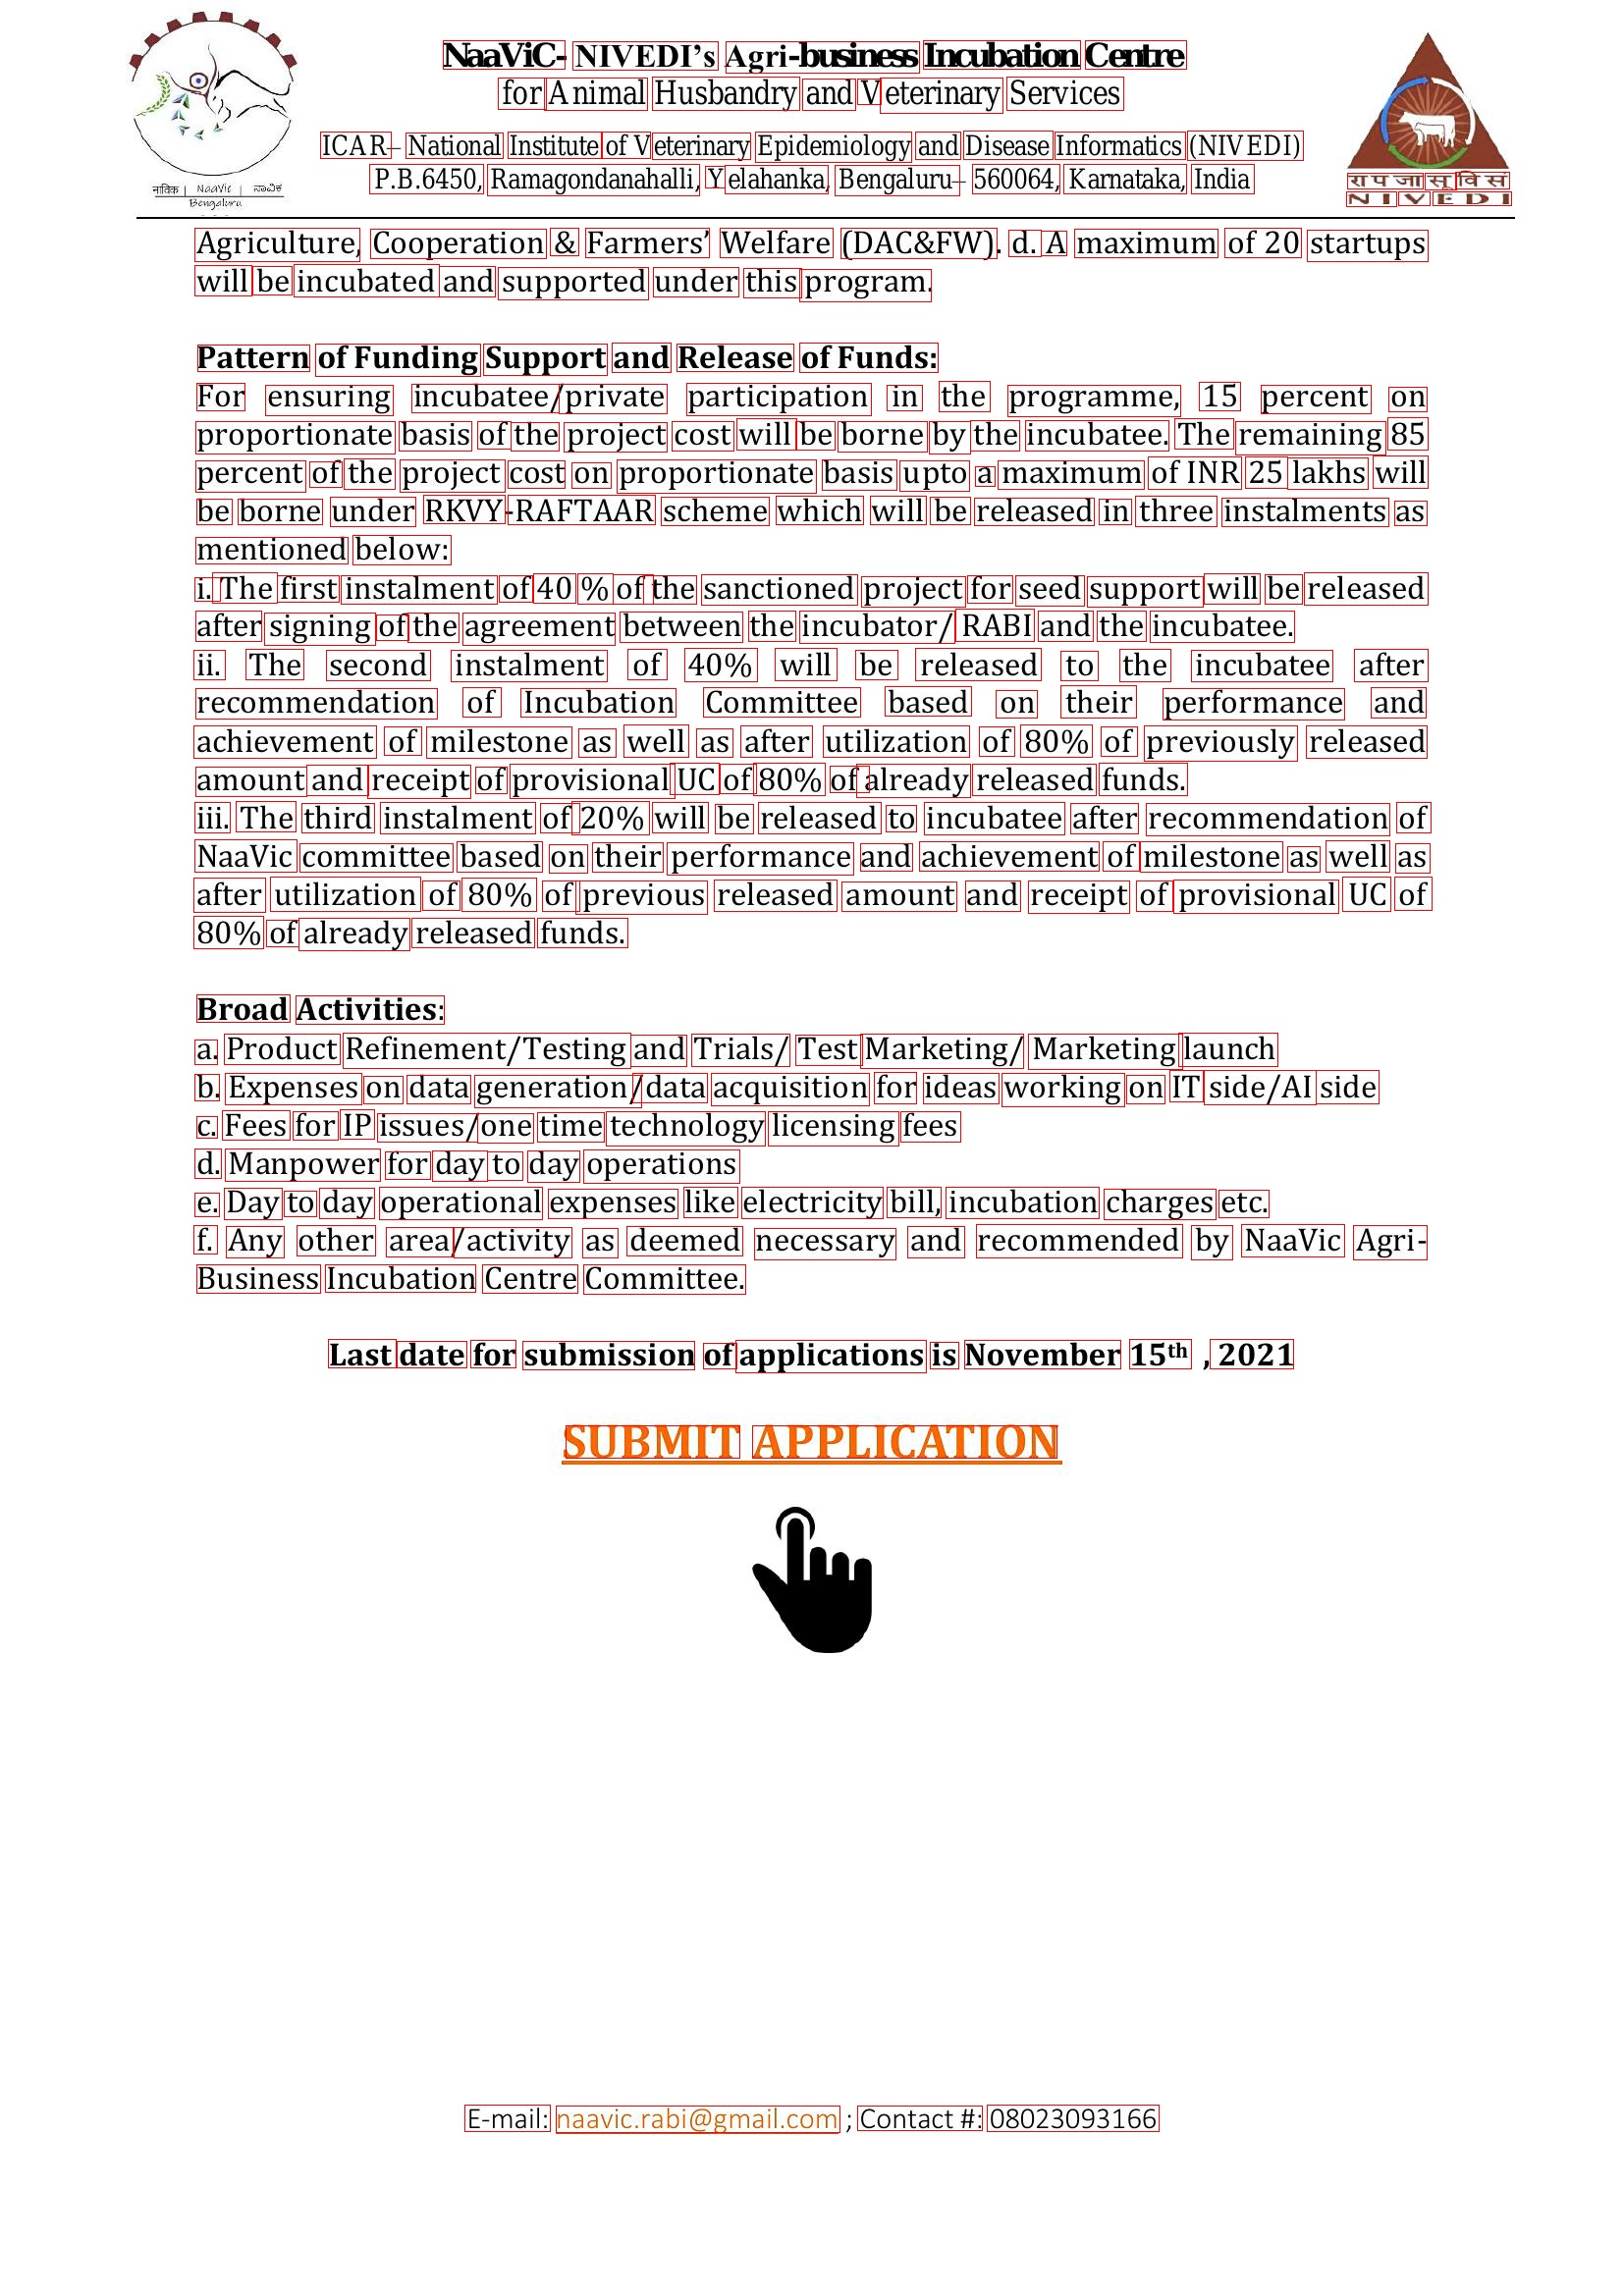 NaaViC- NIVEDI’s Agri-business Incubation Centre
for Animal Husbandry and Veterinary Services
ICAR– National Institute of Veterinary Epidemiology and Disease Informatics (NIVEDI)
P.B.6450, Ramagondanahalli, Yelahanka, Bengaluru– 560064, Karnataka, India
नाविक | NaaVic | ನಾವಿಕ
Bengaluru
रा प जा सू वि सं
NIVEDI
Agriculture, Cooperation & Farmers’ Welfare (DAC&FW). d. A maximum of 20 startups
will be incubated and supported under this program.
Pattern of Funding Support and Release of Funds:
For ensuring incubatee/private participation in the programme, 15 percent on
proportionate basis of the project cost will be borne by the incubatee. The remaining 85
percent of the project cost on proportionate basis upto a maximum of INR 25 lakhs will
be borne under RKVY-RAFTAAR scheme which will be released in three instalments as
mentioned below:
i. The first instalment of 40 % of the sanctioned project for seed support will be released
after signing of the agreement between the incubator/ RABI and the incubatee.
ii. The second instalment of 40% will be released to the incubatee after
recommendation of Incubation Committee based on their performance and
achievement of milestone as well as after utilization of 80% of previously released
amount and receipt of provisional UC of 80% of already released funds.
iii. The third instalment of 20% will be released to incubatee after recommendation of
NaaVic committee based on their performance and achievement of milestone as well as
after utilization of 80% of previous released amount and receipt of provisional UC of
80% of already released funds.
Broad Activities:
a. Product Refinement/Testing and Trials/ Test Marketing/ Marketing launch
b. Expenses on data generation/data acquisition for ideas working on IT side/AI side
c. Fees for IP issues/one time technology licensing fees
d. Manpower for day to day operations
e. Day to day operational expenses like electricity bill, incubation charges etc.
f. Any other area/activity as deemed necessary and recommended by NaaVic Agri-
Business Incubation Centre Committee.
Last date for submission of applications is November 15th , 2021
SUBMIT APPLICATION
E-mail: naavic.rabi@gmail.com ; Contact #: 08023093166